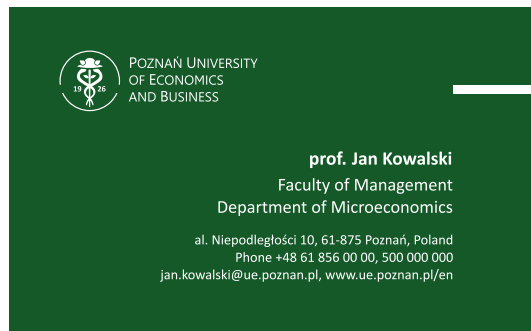 POZNAŃ UNIVERSITY
OF ECONOMICS
AND BUSINESS
19 26
prof. Jan Kowalski
Faculty of Management
Department of Microeconomics
al. Niepodległości 10, 61-875 Poznań, Poland
Phone +48 61 856 00 00, 500 000 000
jan.kowalski@ue.poznan.pl, www.ue.poznan.pl/en